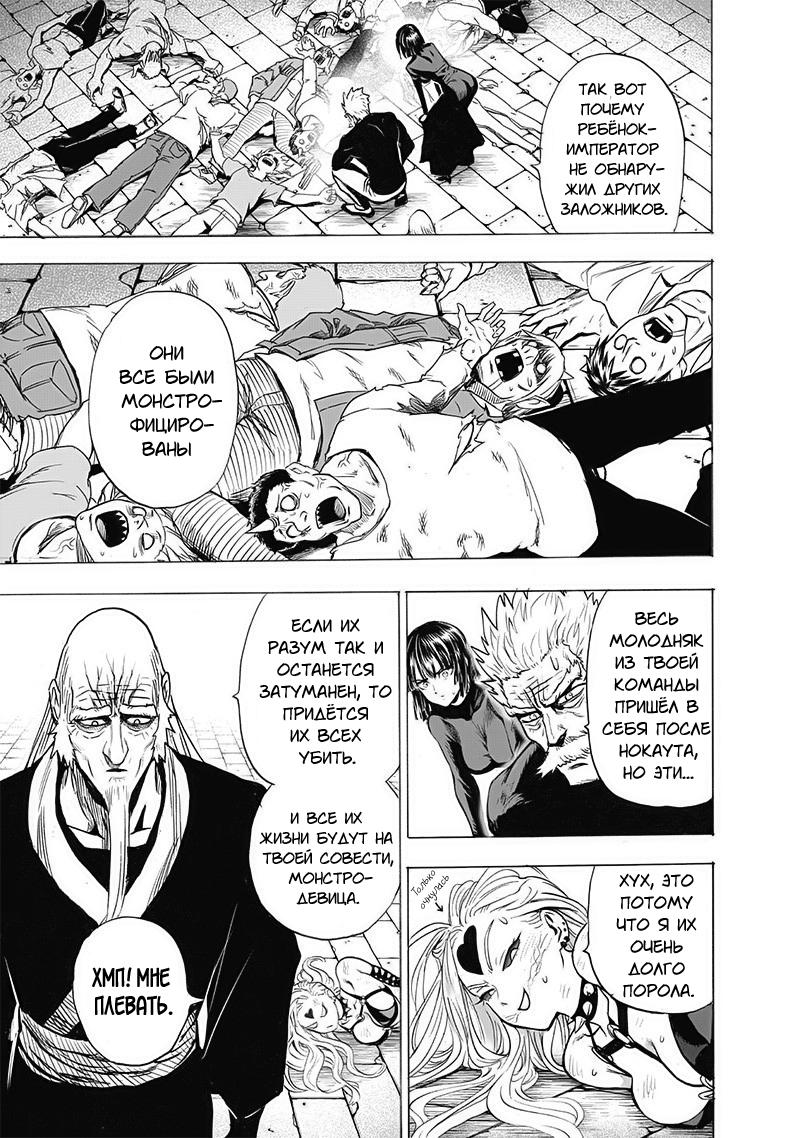 ТАК ВОТ
ПОЧЕМУ
РЕБЁНОК-
ИМПЕРАТОР
НЕ ОБНАРУ-
ЖИЛ ДРУГИХ
ЗАЛОЖНИКОВ.
ОНИ
ВСЕ БЫЛИ
МОНСТРО-
ФИЦИРО-
ВАНЫ
ВЕСЬ
МОЛОДНЯК
ИЗ ТВОЕЙ
КОМАНДЫ
ПРИШЁЛ В
СЕБЯ ПОСЛЕ
НОКАУТА,
НО ЭТИ...
Только
очнулась
ХУХ, ЭТО
ПОТОМУ
ЧТО Я ИХ
ОЧЕНЬ
ДОЛГО
ПОРОЛА.
ЕСЛИ ИХ
РАЗУМ ТАК И
ОСТАНЕТСЯ
ЗАТУМАНЕН, ТО
ПРИДЁТСЯ
ИХ ВСЕХ
УБИТЬ.
И ВСЕ ИХ
ЖИЗНИ БУДУТ НА
ТВОЕЙ СОВЕСТИ,
МОНСТРО-
ДЕВИЦА.
ХМП! МНЕ
ПЛЕВАТЬ.